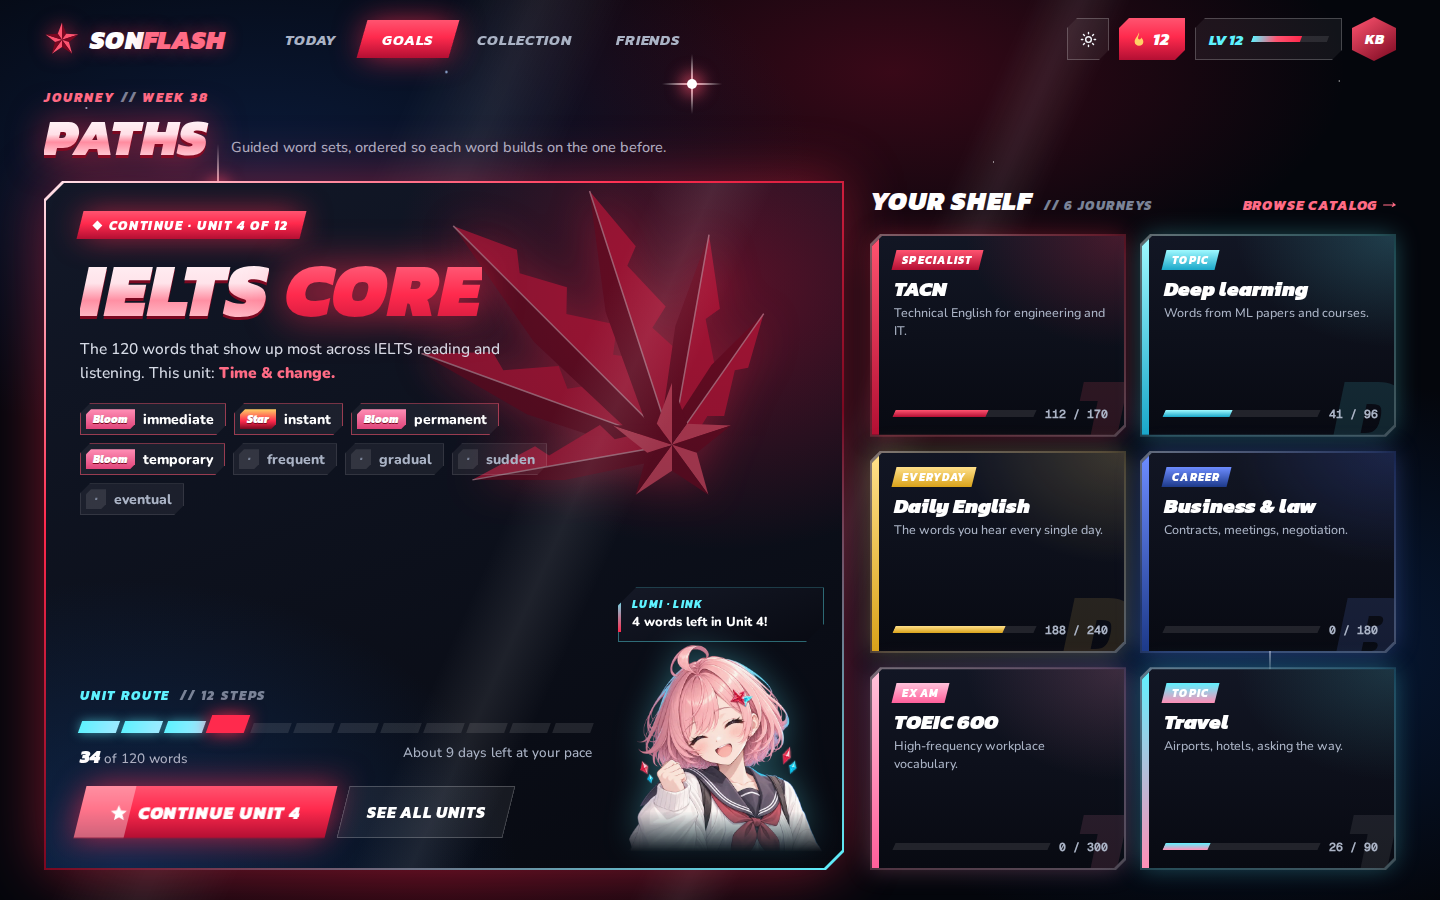 SONFLASH
TODAY
GOALS
COLLECTION
FRIENDS
12
LV 12
KB
JOURNEY // WEEK 38
PATHS
Guided word sets, ordered so each word builds on the one before.
CONTINUE · UNIT 4 OF 12
IELTS CORE
The 120 words that show up most across IELTS reading and
listening. This unit: Time & change.
Bloom immediate
Star instant
Bloom permanent
Bloom temporary
frequent
gradual
sudden
eventual
LUMI · LINK
4 words left in Unit 4!
UNIT ROUTE // 12 STEPS
34 of 120 words
About 9 days left at your pace
CONTINUE UNIT 4
SEE ALL UNITS
YOUR SHELF // 6 JOURNEYS
BROWSE CATALOG →
SPECIALIST
TACN
Technical English for engineering and
IT.
112 / 170
TOPIC
Deep learning
Words from ML papers and courses.
41 / 96
EVERYDAY
Daily English
The words you hear every single day.
188 / 240
CAREER
Business & law
Contracts, meetings, negotiation.
0 / 180
EXAM
TOEIC 600
High-frequency workplace
vocabulary.
0 / 300
TOPIC
Travel
Airports, hotels, asking the way.
26 / 90